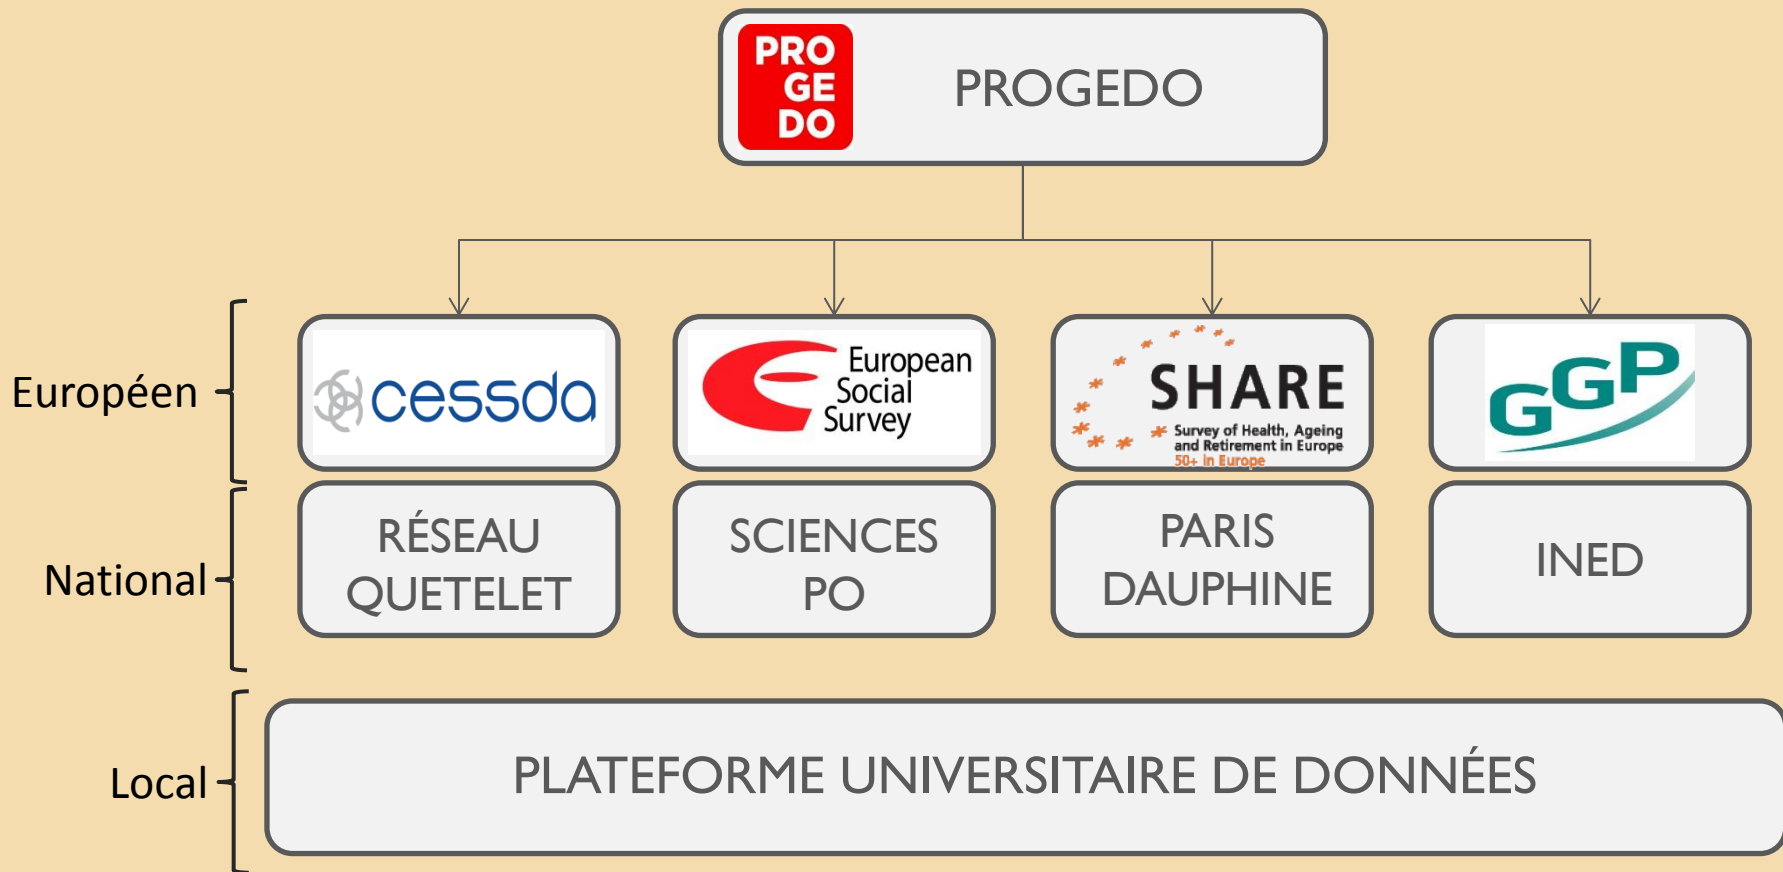 PRO
GE
DO
PROGEDO
Européen
cessda
European
Social
Survey
SHARE
Survey of Health, Ageing
and Retirement in Europe
50+ in Europe
GGP
National
RÉSEAU
QUETELET
SCIENCES
PO
PARIS
DAUPHINE
INED
Local
PLATEFORME UNIVERSITAIRE DE DONNÉES